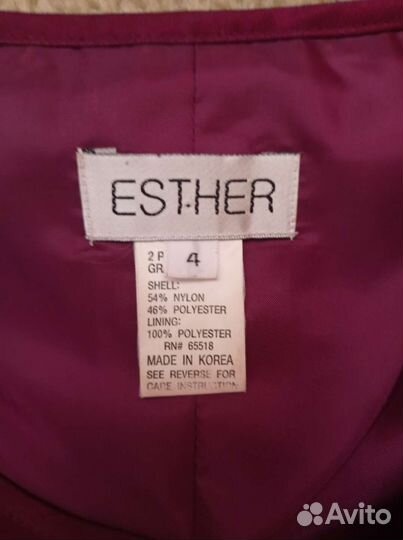 ESTHER
4
2 P
GR
SHELL:
54% NYLON
46% POLYESTER
LINING:
100% POLYESTER
RN# 65518
MADE IN KOREA
SEE REVERSE FOR
CARE INSTRUCTION
Avito